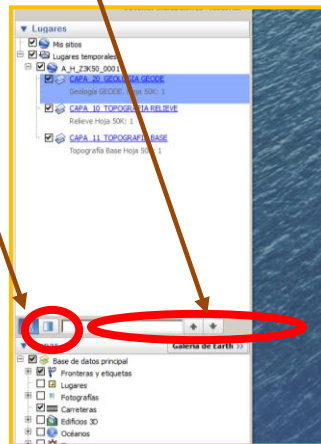 Lugares
Mis sitios
Lugares temporales
A_H_Z3K50_0001
CAPA_20_GEOLOGIA GEODE
Geología GEODE. Hoja 50K: 1
CAPA_10_TOPOGRAFIA RELIEVE
Relieve Hoja 50K: 1
CAPA_11_TOPOGRAFIA BASE
Topografía Base Hoja 50K: 1
Galería de Earth >>
Base de datos principal
Fronteras y etiquetas
Lugares
Fotografías
Carreteras
Edificios 3D
Océanos